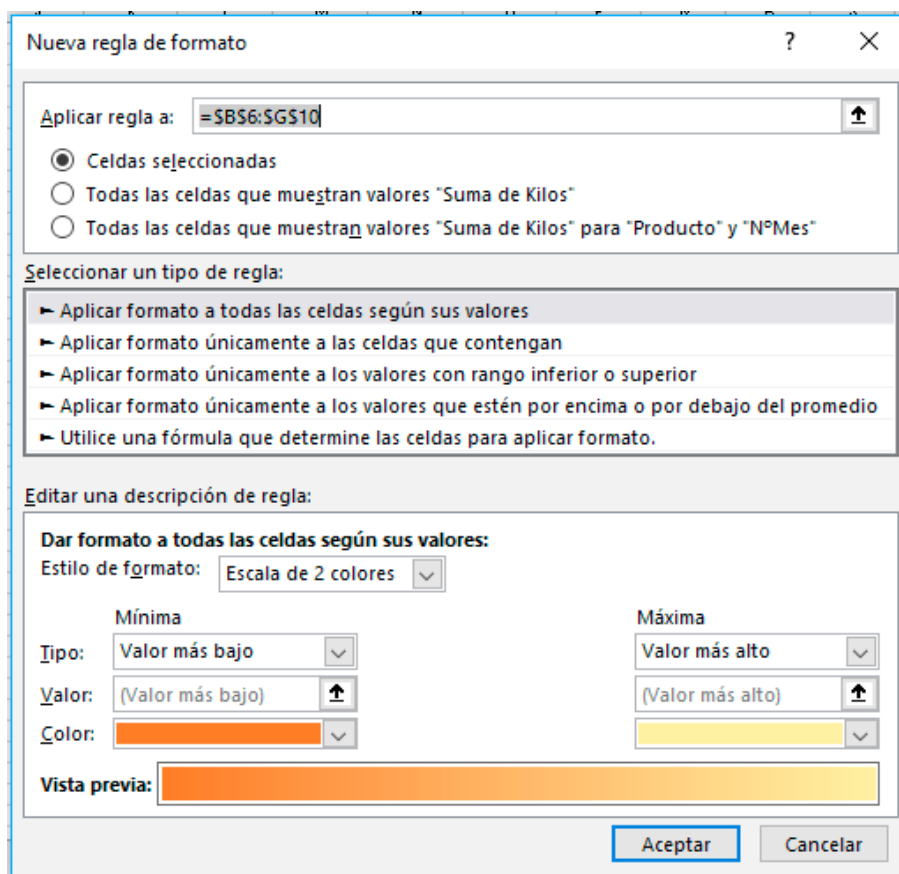 Nueva regla de formato
Aplicar regla a: =$B$6:$G$10
Celdas seleccionadas
Todas las celdas que muestran valores "Suma de Kilos"
Todas las celdas que muestran valores "Suma de Kilos" para "Producto" y "NºMes"
Seleccionar un tipo de regla:
► Aplicar formato a todas las celdas según sus valores
► Aplicar formato únicamente a las celdas que contengan
► Aplicar formato únicamente a los valores con rango inferior o superior
► Aplicar formato únicamente a los valores que estén por encima o por debajo del promedio
► Utilice una fórmula que determine las celdas para aplicar formato.
Editar una descripción de regla:
Dar formato a todas las celdas según sus valores:
Estilo de formato: Escala de 2 colores
Mínima Máxima
Tipo: Valor más bajo Valor más alto
Valor: (Valor más bajo) (Valor más alto)
Color:
Vista previa:
Aceptar Cancelar